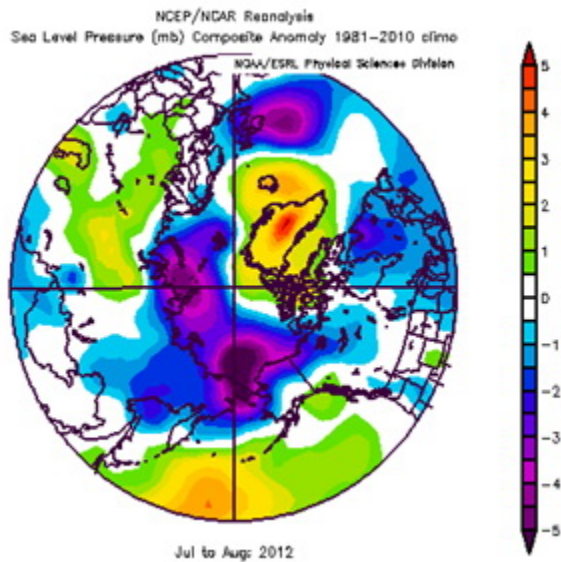 NCEP/NCAR Reanalysis
Sea Level Pressure (mb) Composite Anomaly 1981-2010 climo
NOAA/ESRL Physical Sciences Division
5
4
3
2
1
0
-1
-2
-3
-4
-5
Jul to Aug: 2012